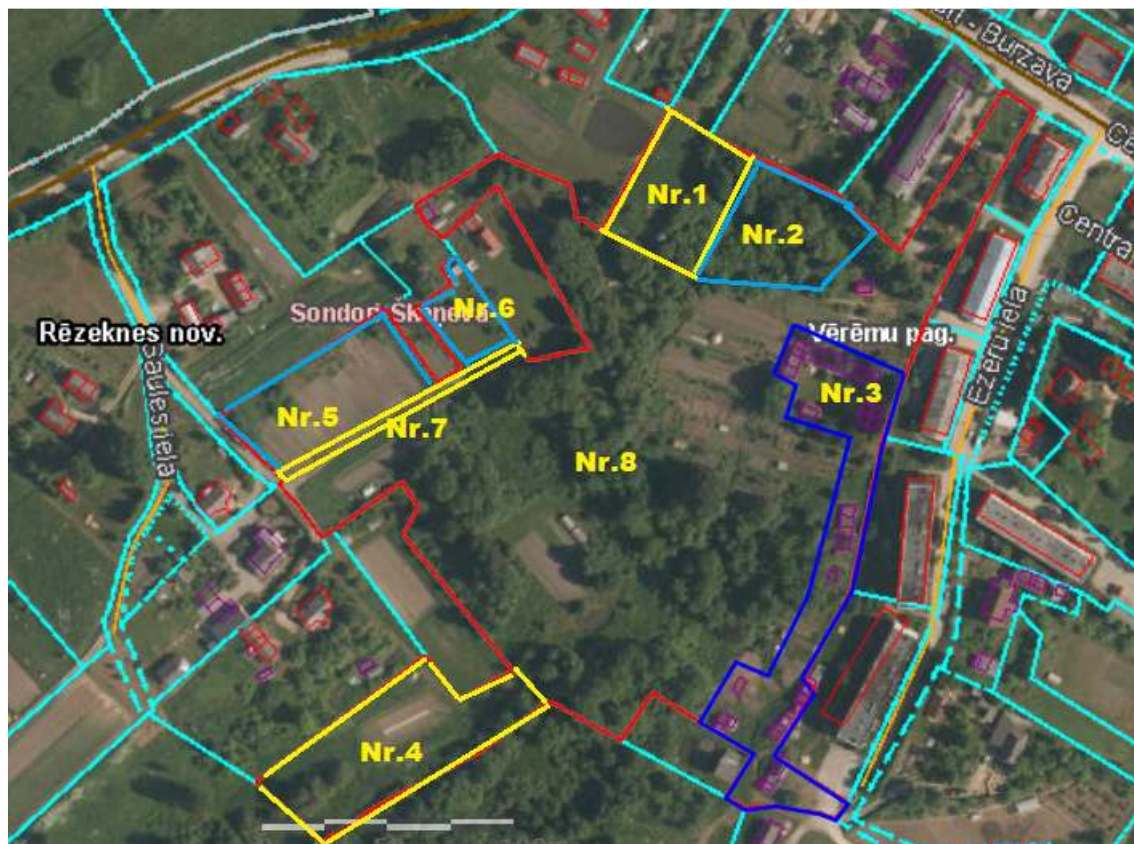 Burzava
Nr.1
Nr.2
Centra
Nr.6
Sondori
Rēzeknes nov.
Vērēmu pag.
Ezeru iela
Saules iela
Nr.3
Nr.5
Nr.7
Nr.8
Nr.4